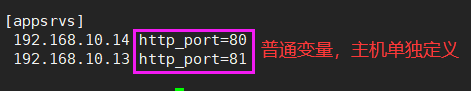 [appsrvs]
192.168.10.14 http_port=80
192.168.10.13 http_port=81
普通变量，主机单独定义